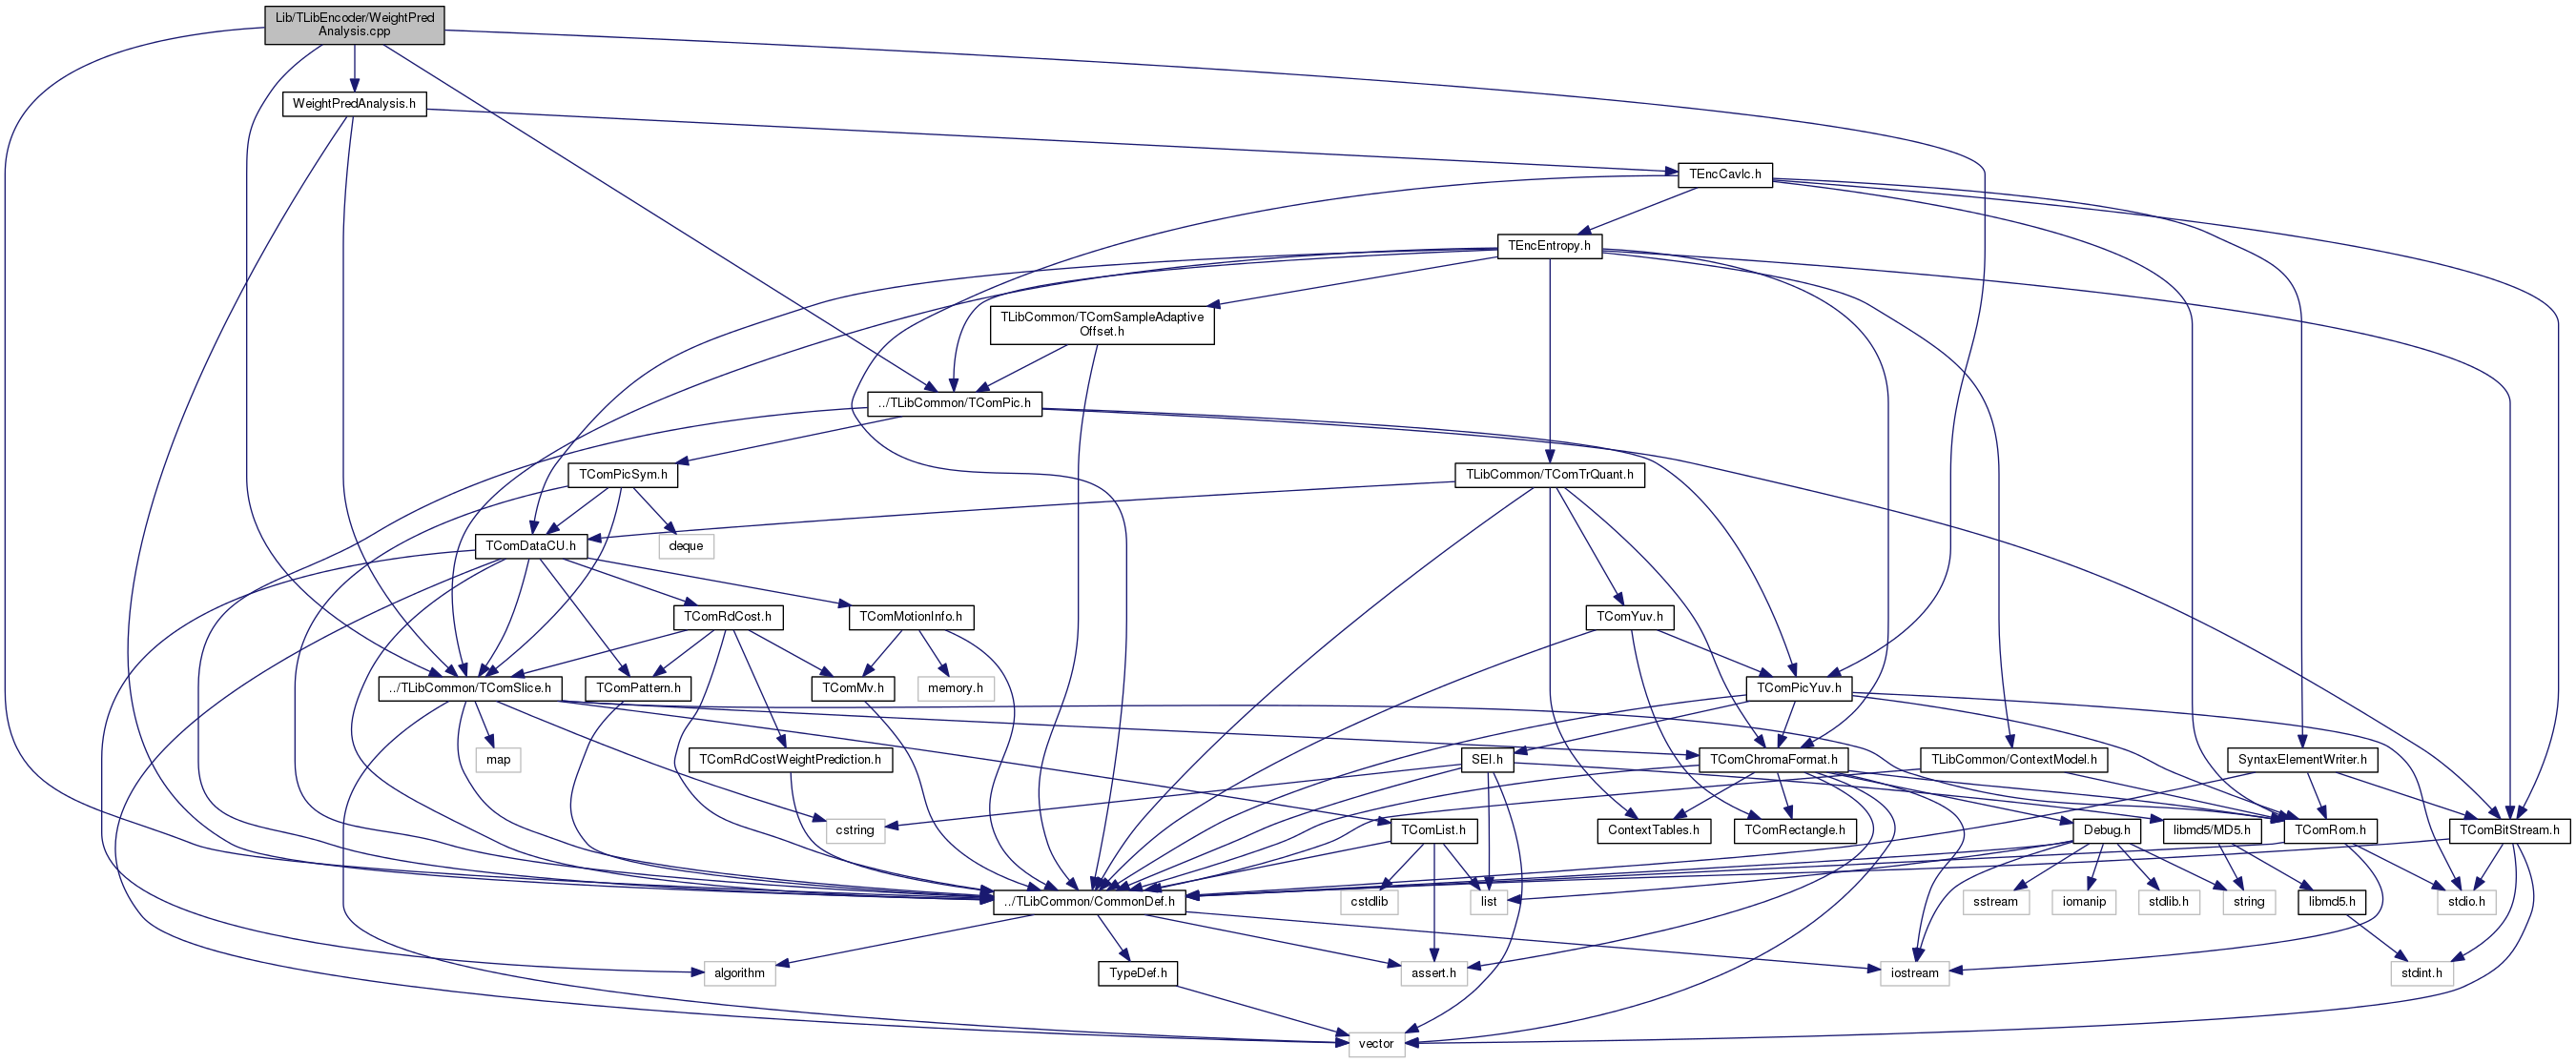 Lib/TLibEncoder/WeightPred
Analysis.cpp
WeightPredAnalysis.h
TEncCavlc.h
TEncEntropy.h
TLibCommon/TComSampleAdaptive
Offset.h
../TLibCommon/TComPic.h
TComPicSym.h
TLibCommon/TComTrQuant.h
TComDataCU.h
deque
TComRdCost.h
TComMotionInfo.h
TComYuv.h
../TLibCommon/TComSlice.h
TComPattern.h
TComMv.h
memory.h
TComPicYuv.h
map
TComRdCostWeightPrediction.h
TComChromaFormat.h
SEI.h
TLibCommon/ContextModel.h
SyntaxElementWriter.h
cstring
TComList.h
ContextTables.h
TComRectangle.h
Debug.h
libmd5/MD5.h
TComRom.h
TComBitStream.h
../TLibCommon/CommonDef.h
cstdlib
list
sstream
iomanip
stdlib.h
string
libmd5.h
stdio.h
algorithm
TypeDef.h
assert.h
iostream
stdint.h
vector